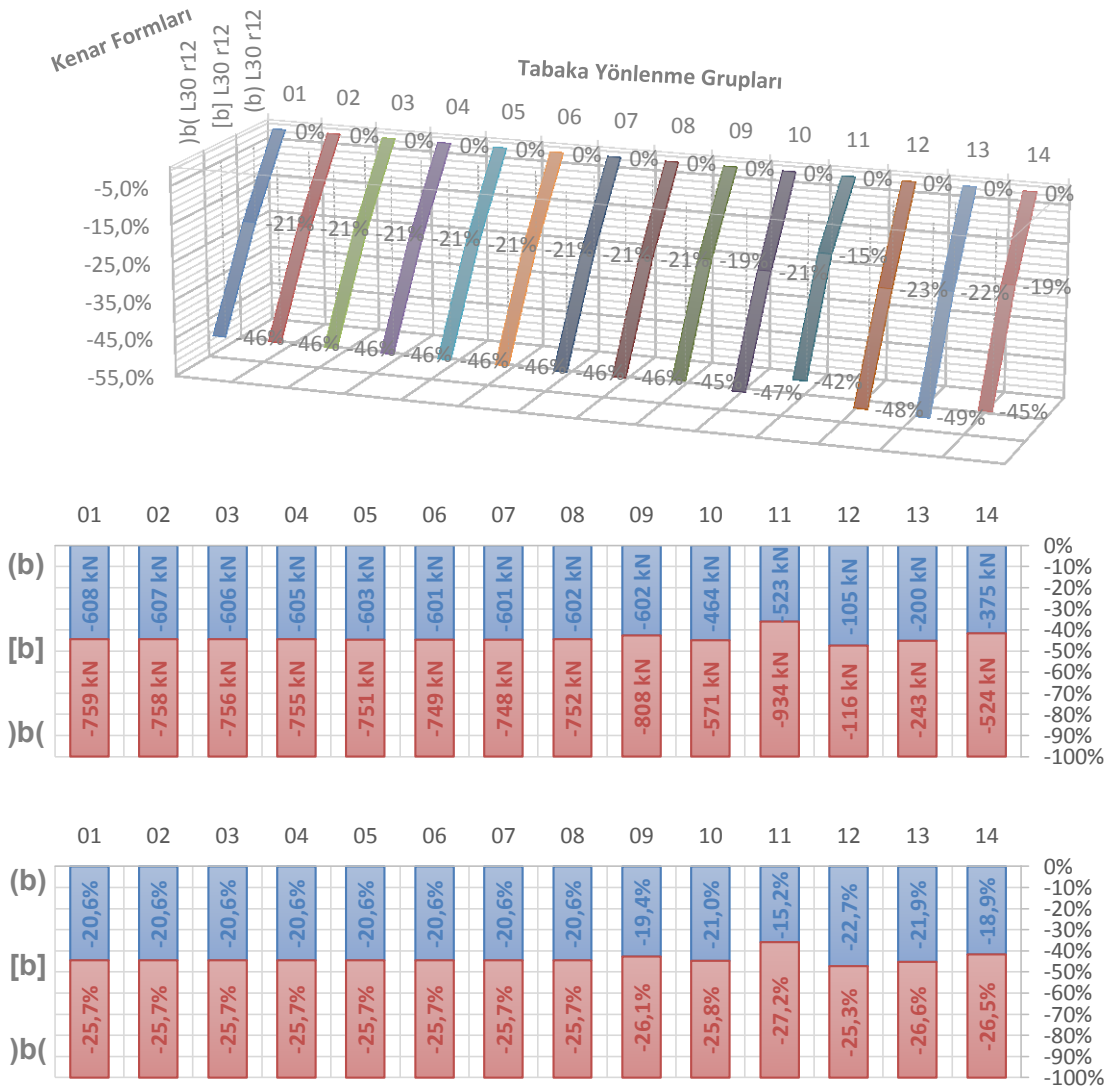 Kenar Formları
)b( L30 r12
[b] L30 r12
(b) L30 r12
Tabaka Yönlenme Grupları
01 02 03 04 05 06 07 08 09 10 11 12 13 14
0% 0% 0% 0% 0% 0% 0% 0% 0% 0% 0% 0% 0% 0%
-21% -21% -21% -21% -21% -21% -21% -21% -19% -21% -15% -23% -22% -19%
-46% -46% -46% -46% -46% -46% -46% -46% -45% -47% -42% -48% -49% -45%
-5,0%
-15,0%
-25,0%
-35,0%
-45,0%
-55,0%
01 02 03 04 05 06 07 08 09 10 11 12 13 14
(b)
[b]
)b(
-608 kN -607 kN -606 kN -605 kN -603 kN -601 kN -601 kN -602 kN -602 kN -464 kN -523 kN -105 kN -200 kN -375 kN
-759 kN -758 kN -756 kN -755 kN -751 kN -749 kN -748 kN -752 kN -808 kN -571 kN -934 kN -116 kN -243 kN -524 kN
0%
-10%
-20%
-30%
-40%
-50%
-60%
-70%
-80%
-90%
-100%
01 02 03 04 05 06 07 08 09 10 11 12 13 14
(b)
[b]
)b(
-20,6% -20,6% -20,6% -20,6% -20,6% -20,6% -20,6% -20,6% -19,4% -21,0% -15,2% -22,7% -21,9% -18,9%
-25,7% -25,7% -25,7% -25,7% -25,7% -25,7% -25,7% -25,7% -26,1% -25,8% -27,2% -25,3% -26,6% -26,5%
0%
-10%
-20%
-30%
-40%
-50%
-60%
-70%
-80%
-90%
-100%